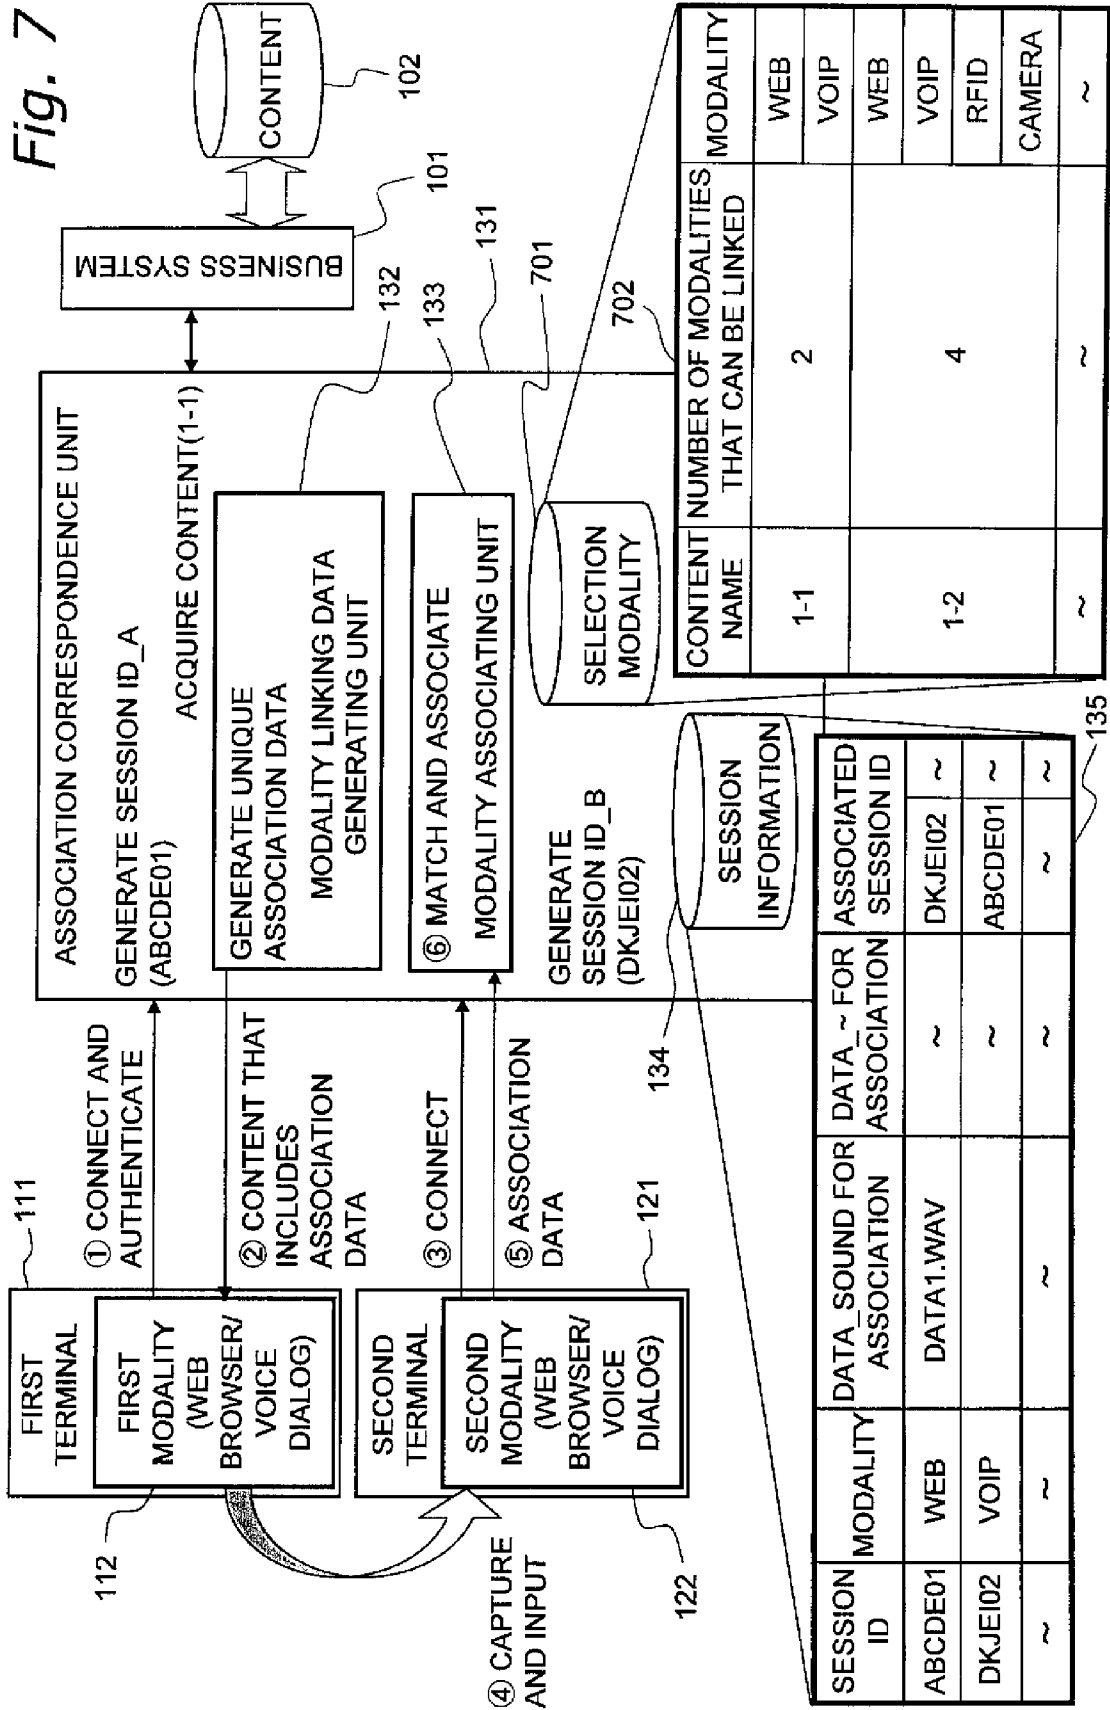 Fig. 7
FIRST
TERMINAL
111
FIRST
MODALITY
(WEB
BROWSER/
VOICE
DIALOG)
112
① CONNECT AND
AUTHENTICATE
② CONTENT THAT
INCLUDES
ASSOCIATION
DATA
SECOND
TERMINAL
121
SECOND
MODALITY
(WEB
BROWSER/
VOICE
DIALOG)
122
③ CONNECT
④ CAPTURE
AND INPUT
⑤ ASSOCIATION
DATA
ASSOCIATION CORRESPONDENCE UNIT
131
GENERATE SESSION ID_A
(ABCDE01)
ACQUIRE CONTENT(1-1)
GENERATE UNIQUE
ASSOCIATION DATA
MODALITY LINKING DATA
GENERATING UNIT
132
⑥ MATCH AND ASSOCIATE
MODALITY ASSOCIATING UNIT
133
GENERATE
SESSION ID_B
(DKJEI02)
BUSINESS SYSTEM
101
CONTENT
102
SELECTION
MODALITY
701
SESSION
INFORMATION
134
702
CONTENT
NAME
NUMBER OF MODALITIES
THAT CAN BE LINKED
MODALITY
1-1 2 WEB
VOIP
1-2 4 WEB
VOIP
RFID
CAMERA
~ ~ ~
135
SESSION
ID
MODALITY
DATA_SOUND FOR
ASSOCIATION
DATA_~ FOR
ASSOCIATION
ASSOCIATED
SESSION ID
ABCDE01 WEB DATA1.WAV ~ DKJEI02 ~
DKJEI02 VOIP ~ ABCDE01 ~
~ ~ ~ ~ ~ ~